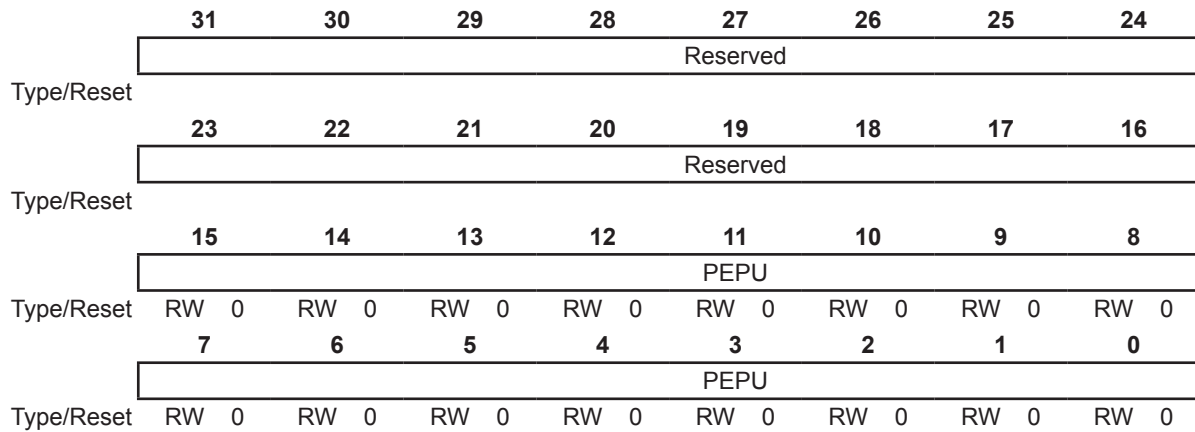 31 30 29 28 27 26 25 24
Reserved
Type/Reset
23 22 21 20 19 18 17 16
Reserved
Type/Reset
15 14 13 12 11 10 9 8
PEPU
Type/Reset RW 0 RW 0 RW 0 RW 0 RW 0 RW 0 RW 0 RW 0
7 6 5 4 3 2 1 0
PEPU
Type/Reset RW 0 RW 0 RW 0 RW 0 RW 0 RW 0 RW 0 RW 0